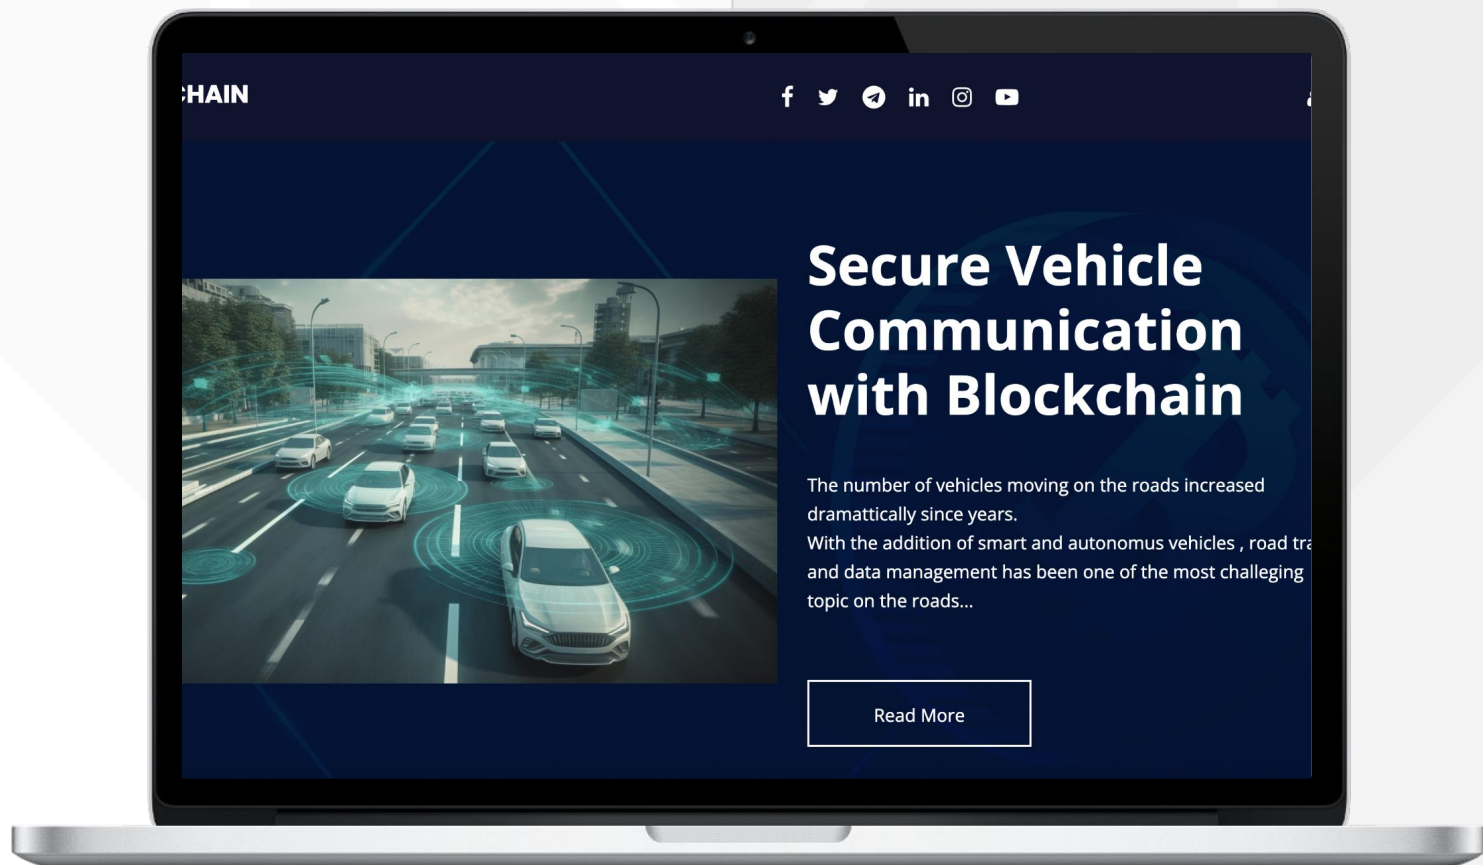 CHAIN
Secure Vehicle
Communication
with Blockchain
The number of vehicles moving on the roads increased
dramattically since years.
With the addition of smart and autonomus vehicles , road
and data management has been one of the most challeging
topic on the roads...
Read More